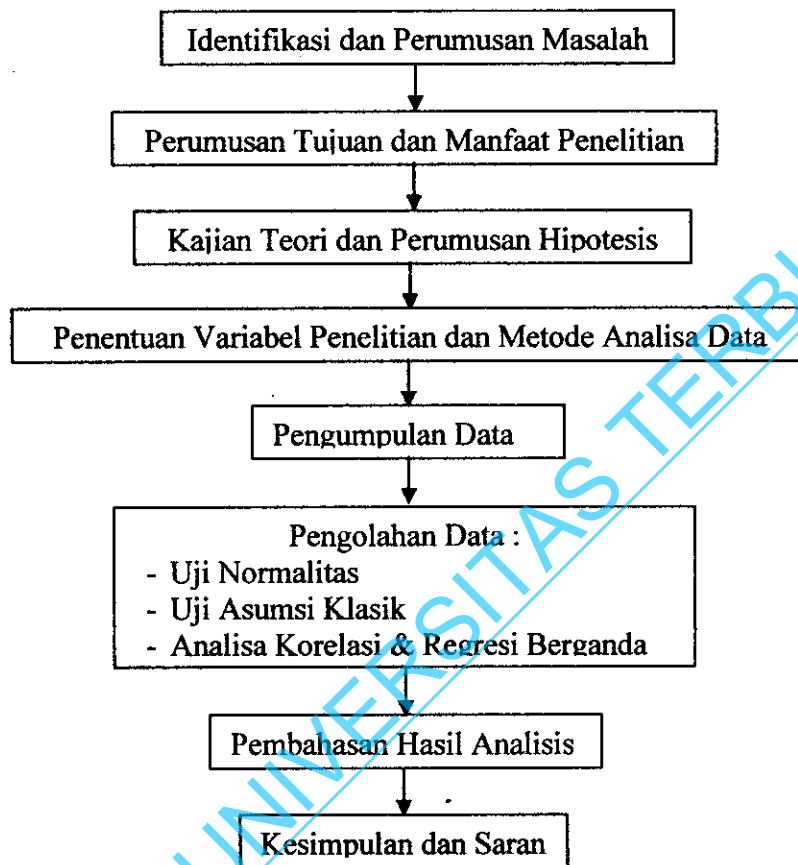 Identifikasi dan Perumusan Masalah
Perumusan Tujuan dan Manfaat Penelitian
Kajian Teori dan Perumusan Hipotesis
Penentuan Variabel Penelitian dan Metode Analisa Data
Pengumpulan Data
Pengolahan Data :
- Uji Normalitas
- Uji Asumsi Klasik
- Analisa Korelasi & Regresi Berganda
Pembahasan Hasil Analisis
Kesimpulan dan Saran
UNIVERSITAS